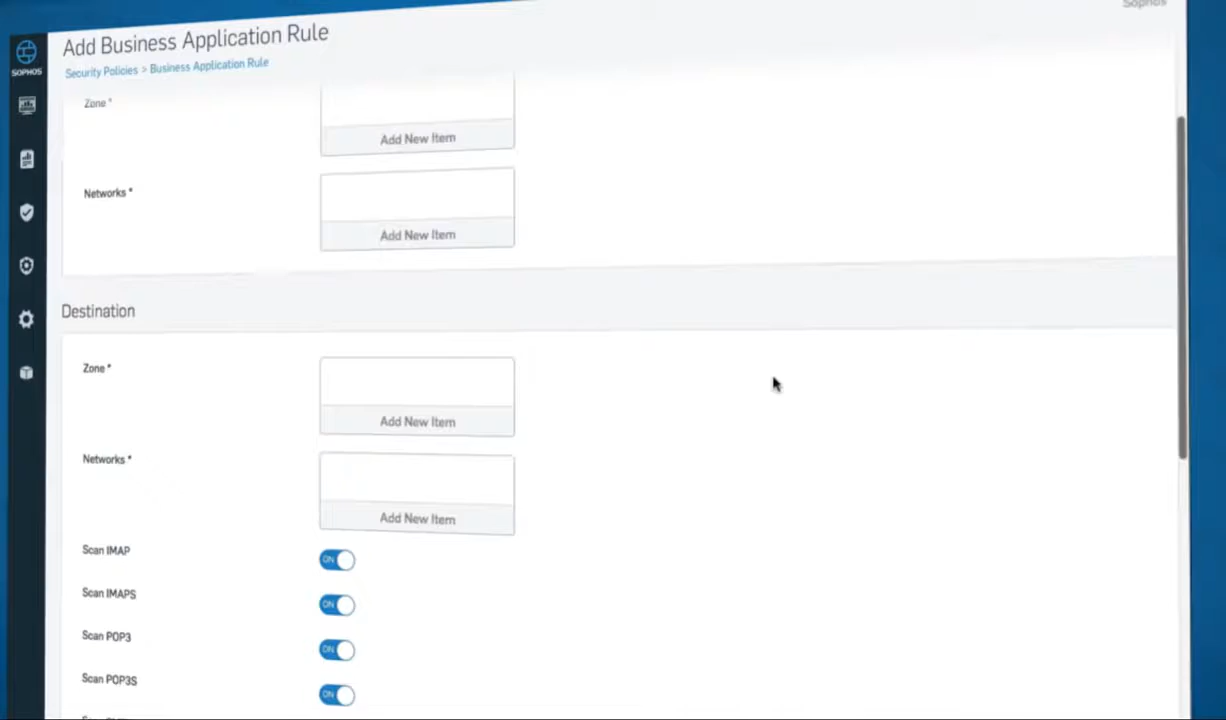 Sophos
Add Business Application Rule
SOPHOS
Security Policies > Business Application Rule
Zone *
Add New Item
Networks *
Add New Item
Destination
Zone *
Add New Item
Networks *
Add New Item
Scan IMAP
ON
Scan IMAPS
ON
Scan POP3
ON
Scan POP3S
ON